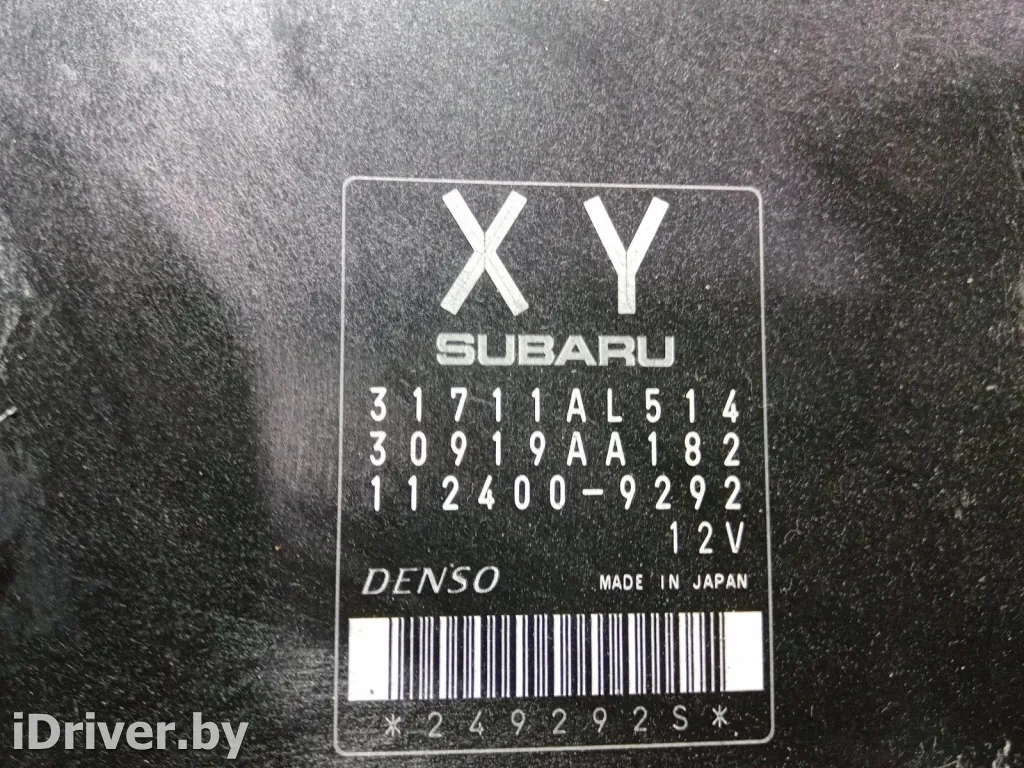 XY
SUBARU
31711AL514
30919AA182
112400-9292
12V
DENSO MADE IN JAPAN
*249292S*
iDriver.by